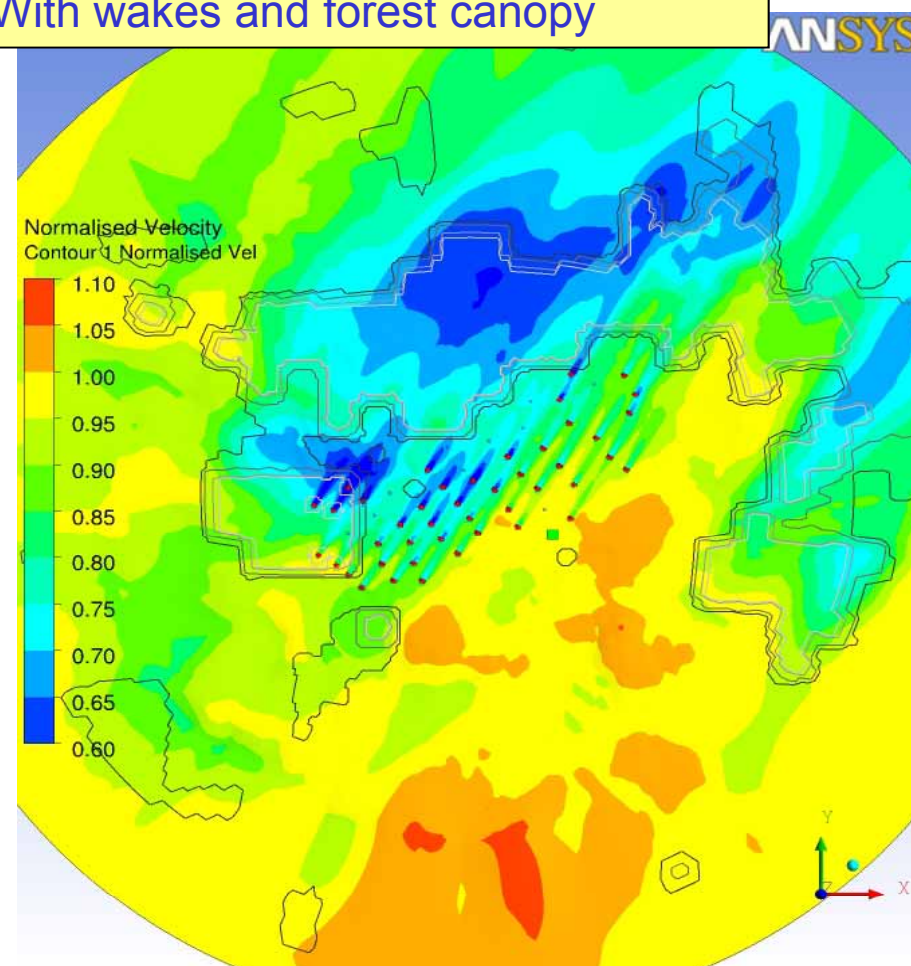 With wakes and forest canopy
ANSYS
Normalised Velocity
Contour 1 Normalised Vel
1.10
1.05
1.00
0.95
0.90
0.85
0.80
0.75
0.70
0.65
0.60
Y
Z
X